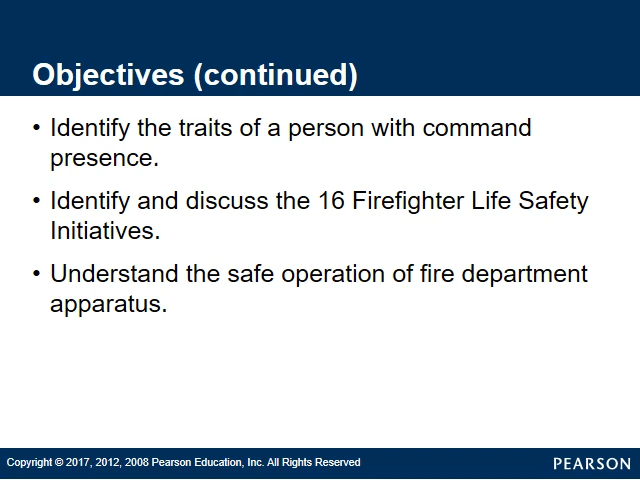 Objectives (continued)
• Identify the traits of a person with command
presence.
• Identify and discuss the 16 Firefighter Life Safety
Initiatives.
• Understand the safe operation of fire department
apparatus.
Copyright © 2017, 2012, 2008 Pearson Education, Inc. All Rights Reserved
PEARSON